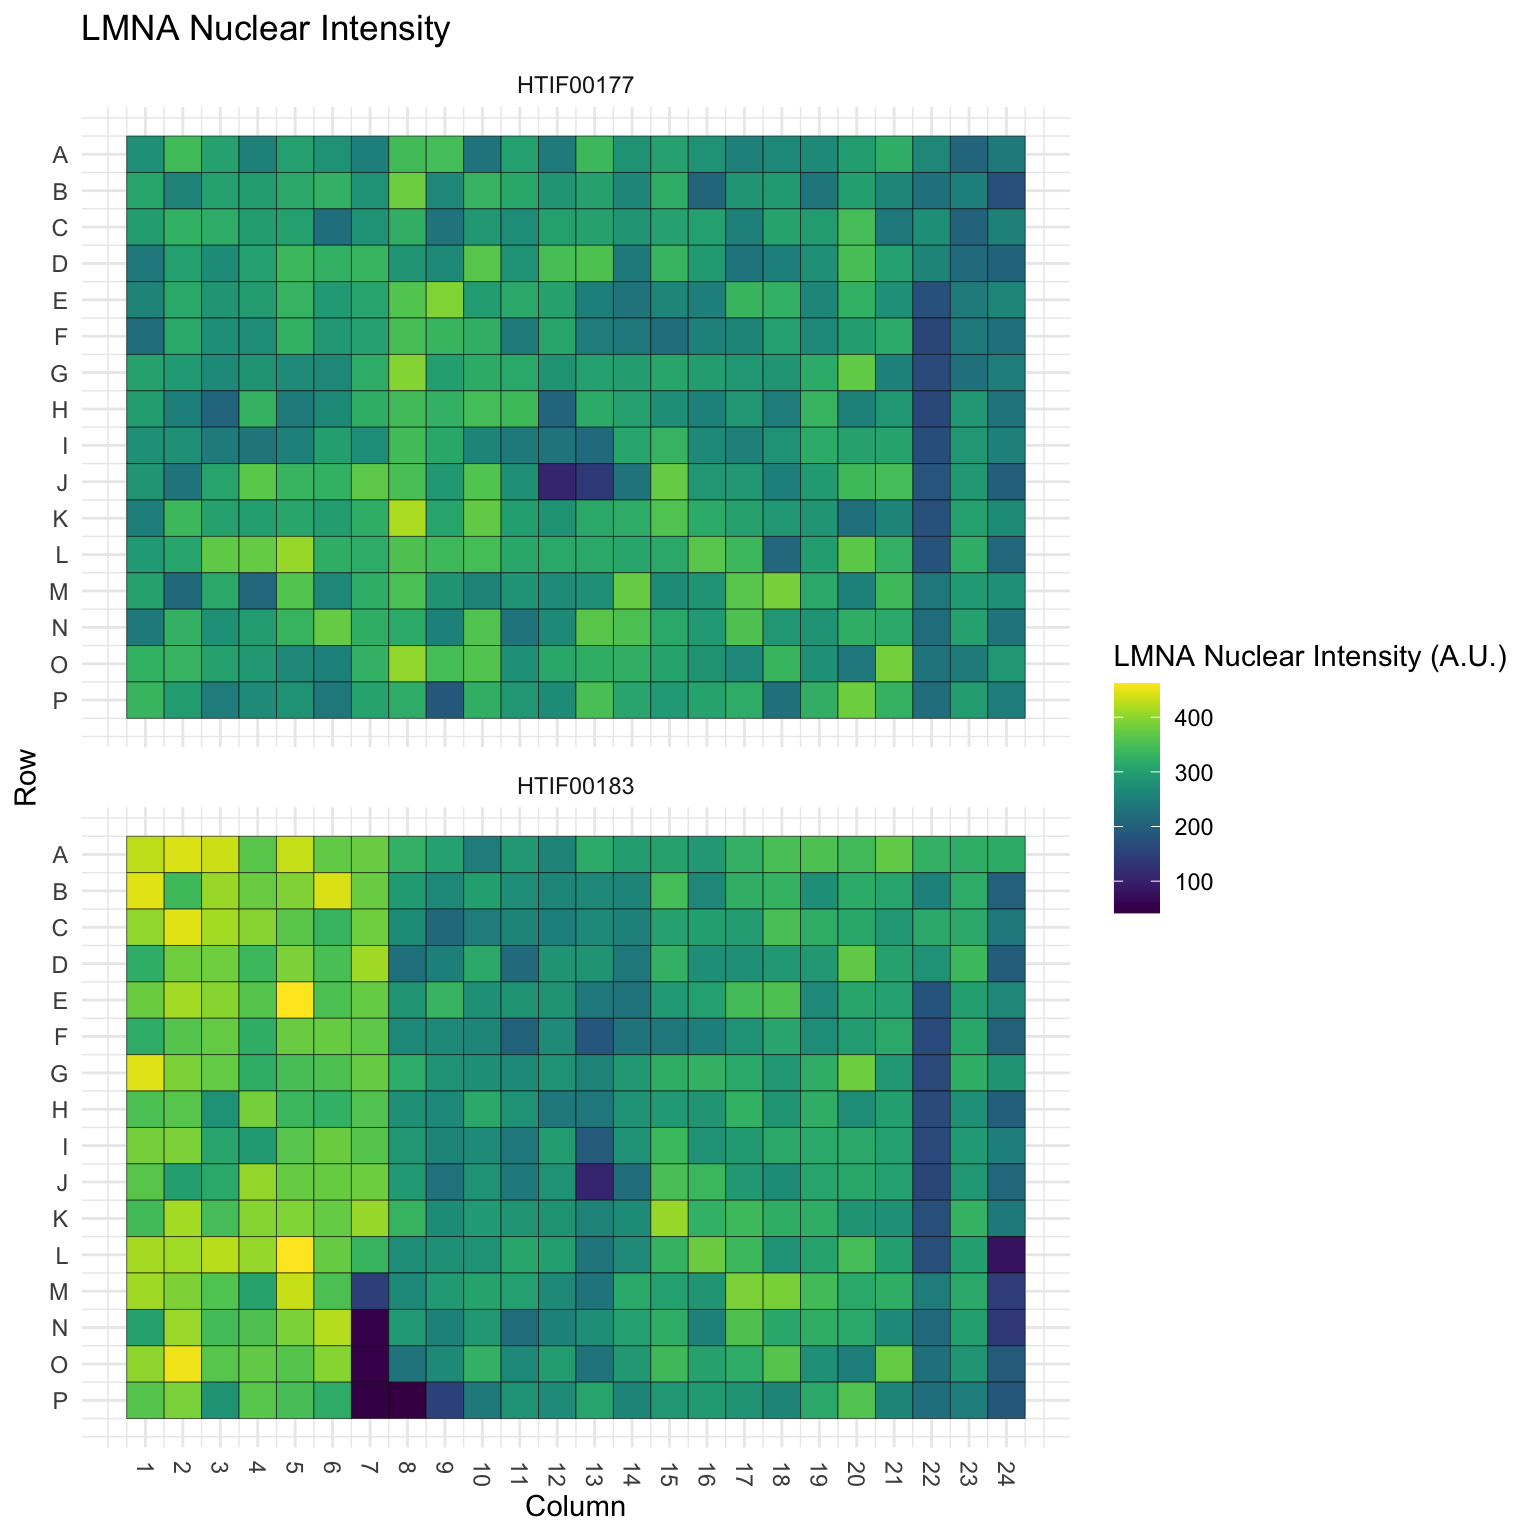 LMNA Nuclear Intensity
HTIF00177
A
B
C
D
E
F
G
H
I
J
K
L
M
N
O
P
Row
LMNA Nuclear Intensity (A.U.)
400
300
200
100
HTIF00183
A
B
C
D
E
F
G
H
I
J
K
L
M
N
O
P
1 2 3 4 5 6 7 8 9 10 11 12 13 14 15 16 17 18 19 20 21 22 23 24
Column